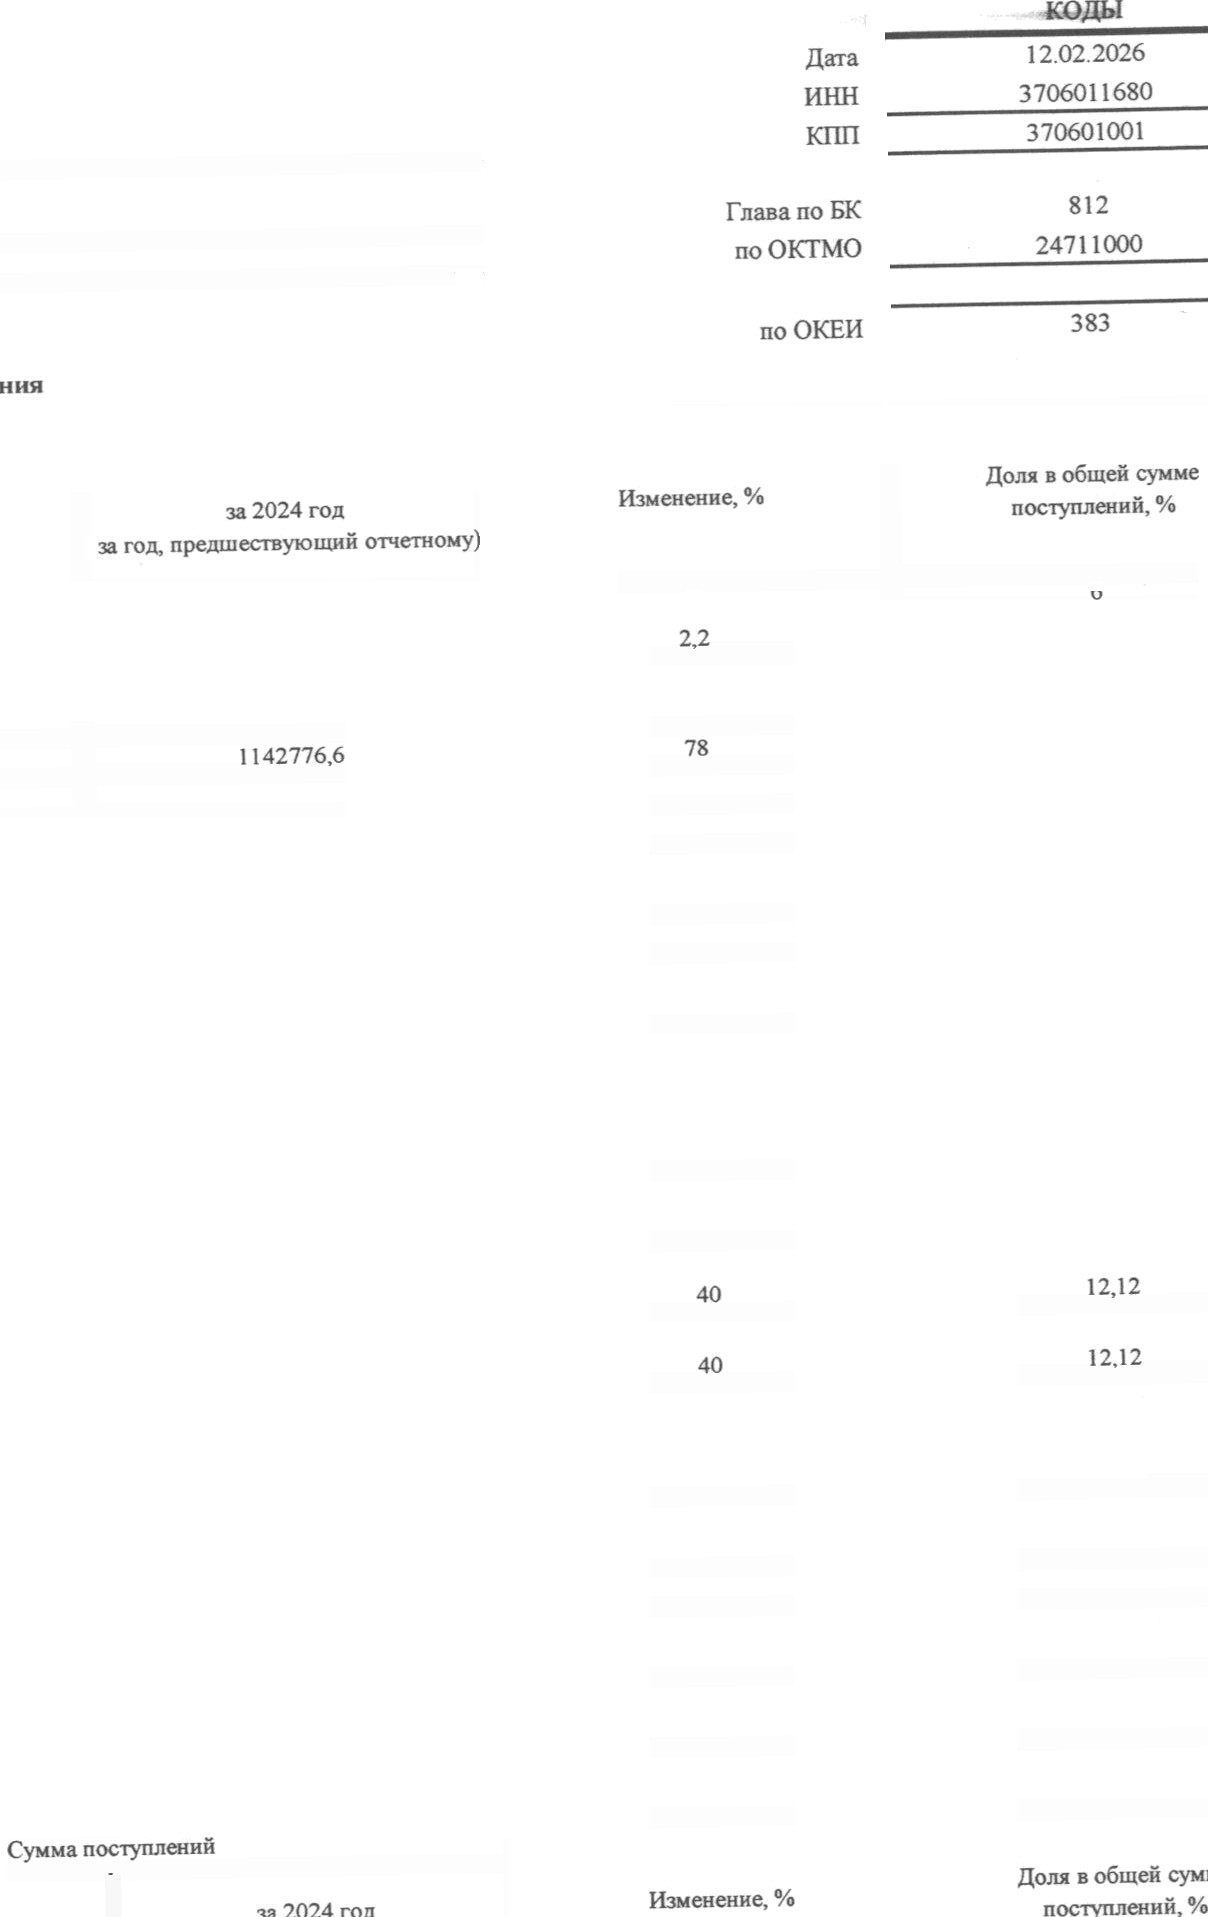 КОДЫ
Дата 12.02.2026
ИНН 3706011680
КПП 370601001
Глава по БК 812
по ОКТМО 24711000
по ОКЕИ 383
ния
за 2024 год
за год, предшествующий отчетному)
Изменение, %
Доля в общей сумме
поступлений, %
2,2
1142776,6 78
40 12,12
40 12,12
Сумма поступлений
за 2024 год
Изменение, %
Доля в общей
поступлений, %